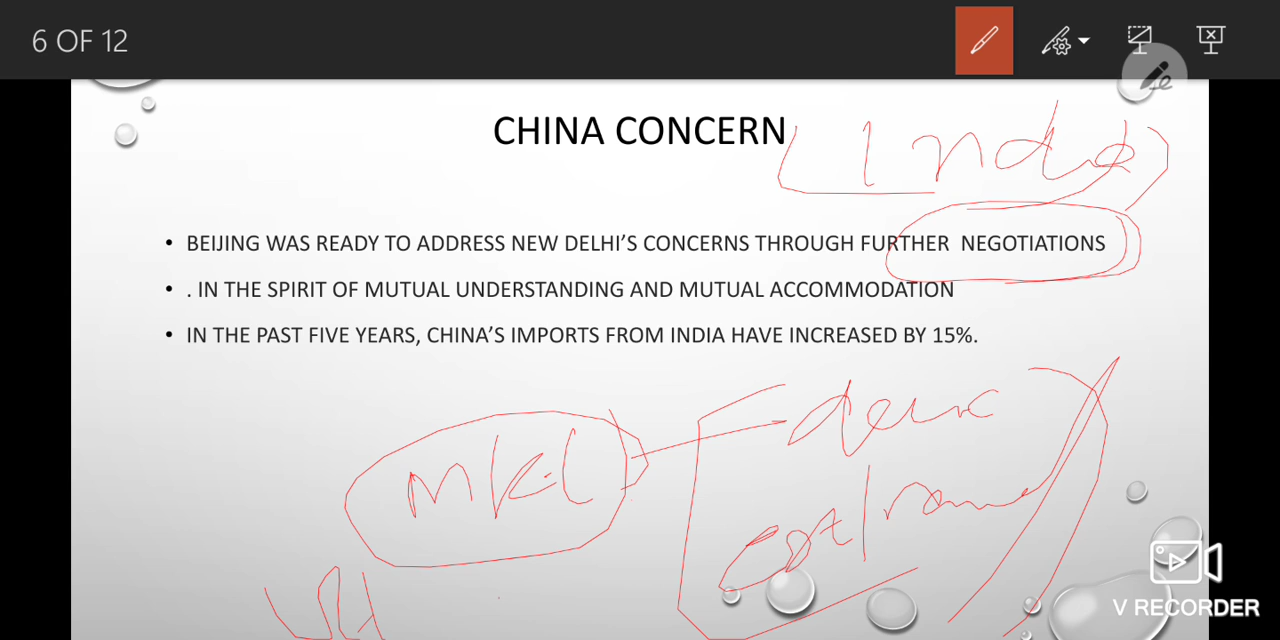 6 OF 12
CHINA CONCERN
India
• BEIJING WAS READY TO ADDRESS NEW DELHI’S CONCERNS THROUGH FURTHER NEGOTIATIONS
• . IN THE SPIRIT OF MUTUAL UNDERSTANDING AND MUTUAL ACCOMMODATION
• IN THE PAST FIVE YEARS, CHINA’S IMPORTS FROM INDIA HAVE INCREASED BY 15%.
V RECORDER